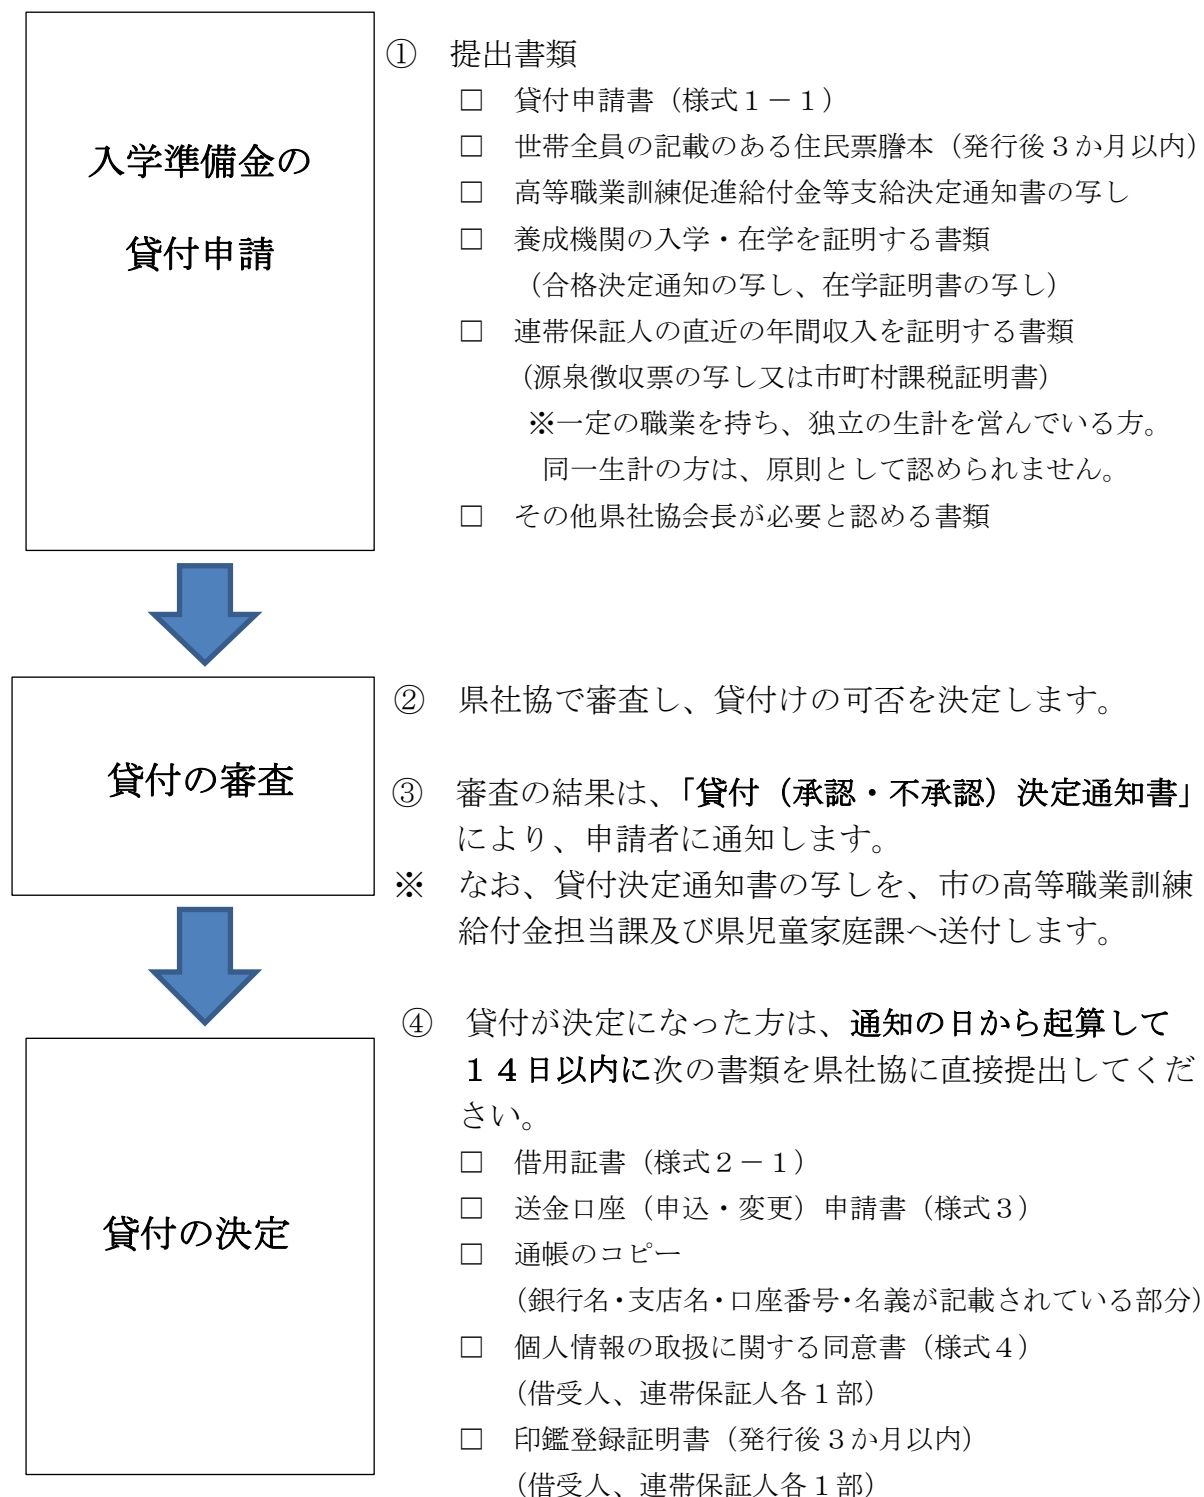 入学準備金の
貸付申請
① 提出書類
□ 貸付申請書（様式１－１）
□ 世帯全員の記載のある住民票謄本（発行後３か月以内）
□ 高等職業訓練促進給付金等支給決定通知書の写し
□ 養成機関の入学・在学を証明する書類
（合格決定通知の写し、在学証明書の写し）
□ 連帯保証人の直近の年間収入を証明する書類
（源泉徴収票の写し又は市町村課税証明書）
※一定の職業を持ち、独立の生計を営んでいる方。
同一生計の方は、原則として認められません。
□ その他県社協会長が必要と認める書類
貸付の審査
② 県社協で審査し、貸付けの可否を決定します。
③ 審査の結果は、「貸付（承認・不承認）決定通知書」
により、申請者に通知します。
※ なお、貸付決定通知書の写しを、市の高等職業訓練
給付金担当課及び県児童家庭課へ送付します。
貸付の決定
④ 貸付が決定になった方は、通知の日から起算して
１４日以内に次の書類を県社協に直接提出してくだ
さい。
□ 借用証書（様式２－１）
□ 送金口座（申込・変更）申請書（様式３）
□ 通帳のコピー
（銀行名・支店名・口座番号・名義が記載されている部分）
□ 個人情報の取扱に関する同意書（様式４）
（借受人、連帯保証人各１部）
□ 印鑑登録証明書（発行後３か月以内）
（借受人、連帯保証人各１部）